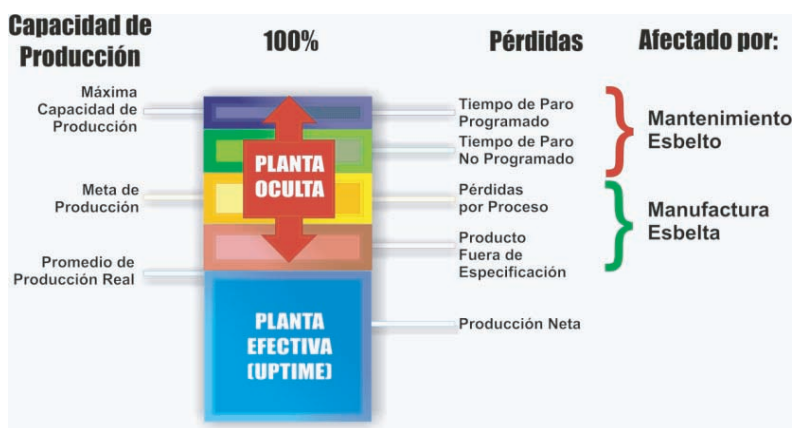 Capacidad de
Producción
100%
Pérdidas
Afectado por:
Máxima
Capacidad de
Producción
Meta de
Producción
Promedio de
Producción Real
PLANTA
OCULTA
PLANTA
EFECTIVA
(UPTIME)
Tiempo de Paro
Programado
Tiempo de Paro
No Programado
Pérdidas
por Proceso
Producto
Fuera de
Especificación
Producción Neta
Mantenimiento
Esbelto
Manufactura
Esbelta